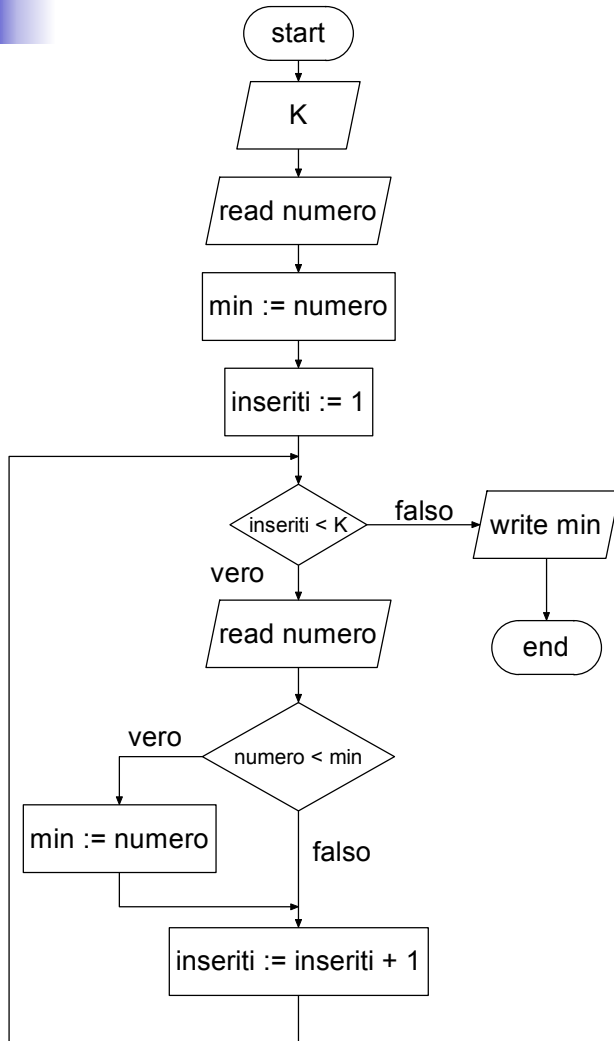 start
K
read numero
min := numero
inseriti := 1
inseriti < K
falso
write min
end
vero
read numero
numero < min
vero
min := numero
falso
inseriti := inseriti + 1